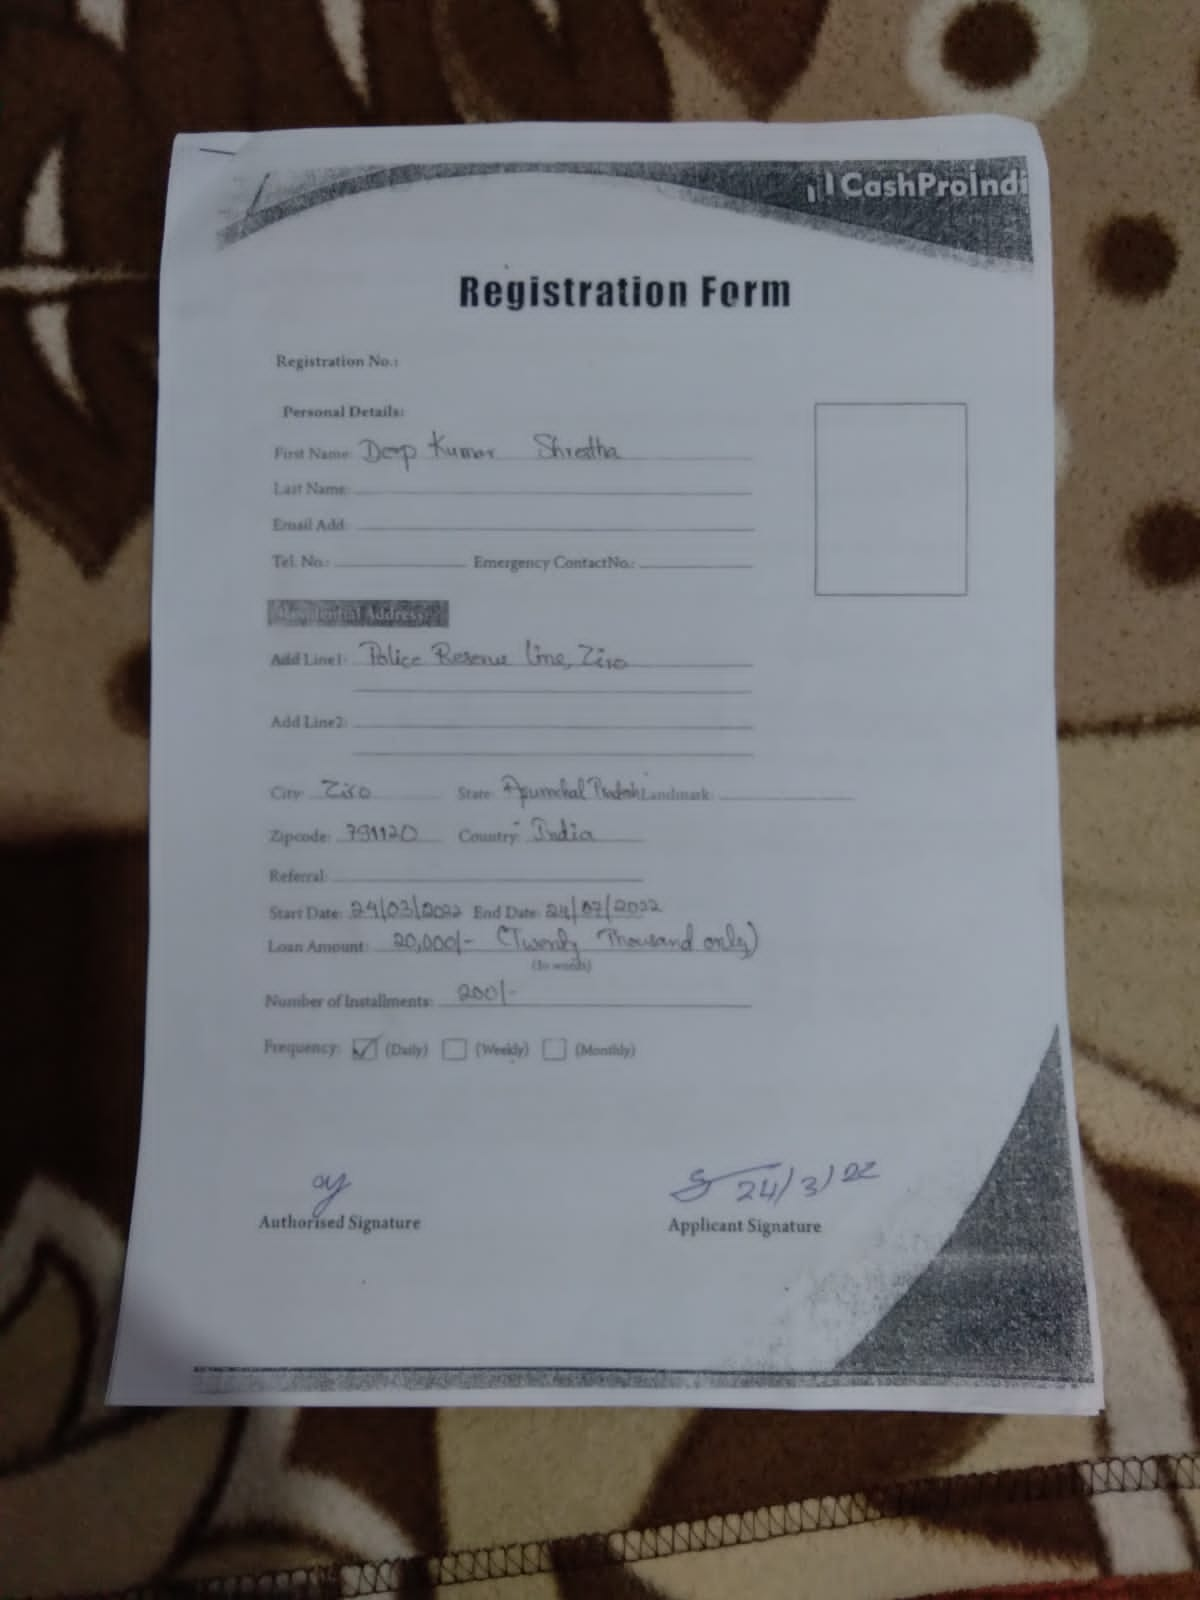 CashProIndi
Registration Form
Registration No.:
Personal Details:
First Name: Deep Kumar Shrestha
Last Name:
Email Add:
Tel. No.: Emergency ContactNo.:
Residential Address:
Add Line1: Police Reserve Line, Ziro
Add Line2:
City: Ziro State: Arunachal Pradesh Landmark:
Zipcode: 791120 Country: India
Referral:
Start Date: 24/03/2022 End Date: 24/07/2022
Loan Amount: 20,000/- (Twenty Thousand only)
(In words)
Number of Installments: 200/-
Frequency: (Daily) (Weekly) (Monthly)
24/3/22
Authorised Signature Applicant Signature